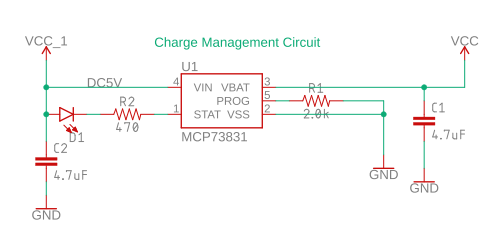 Charge Management Circuit
VCC_1
VCC
U1
DC5V
4
VIN
VBAT
3
R1
R2
PROG
5
2.0k
1
STAT
VSS
2
470
D1
MCP73831
C1
4.7uF
C2
4.7uF
GND
GND
GND